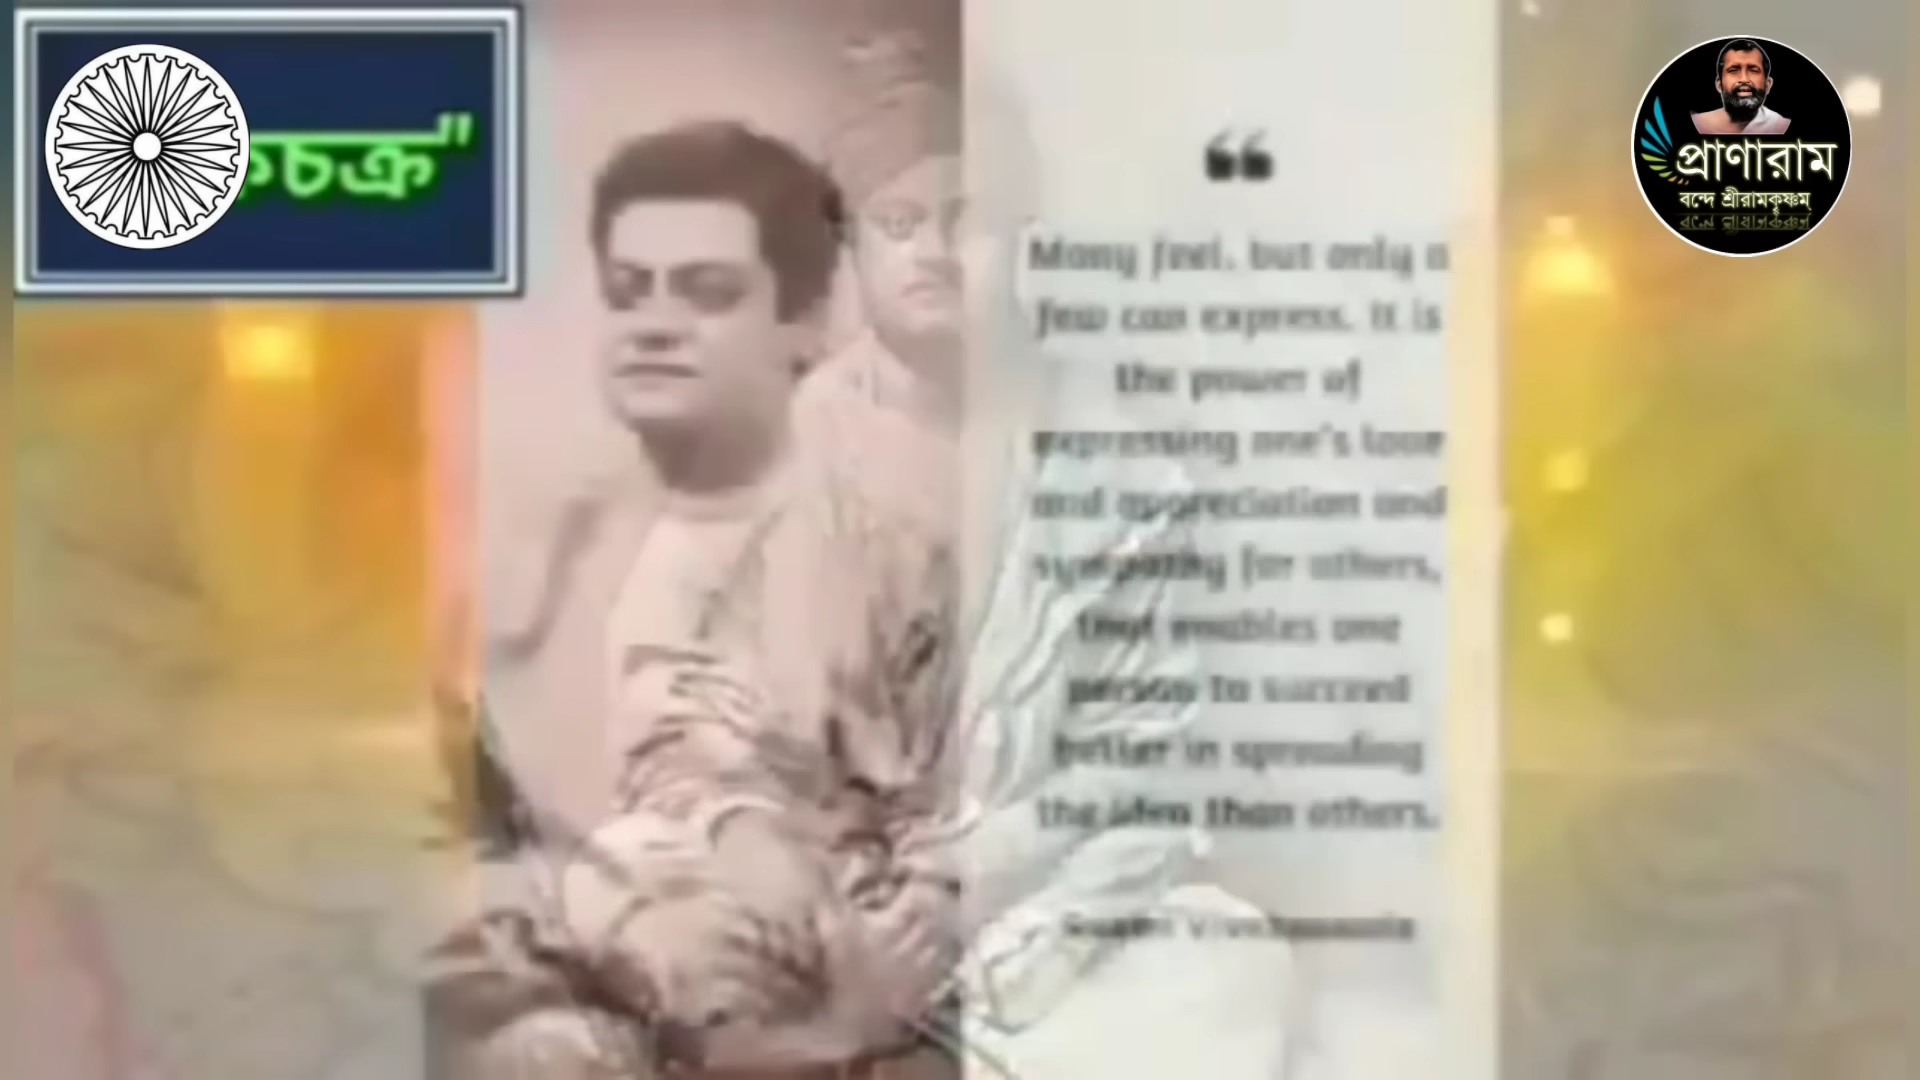 চক্র"
প্রাণারাম
বন্দে শ্রীরামকৃষ্ণম্
❝
Many feel, but only a
few can express. It is
the power of
expressing one's love
and appreciation and
sympathy for others,
that enables one
person to succeed
better in spreading
the idea than others.
Swami Vivekananda